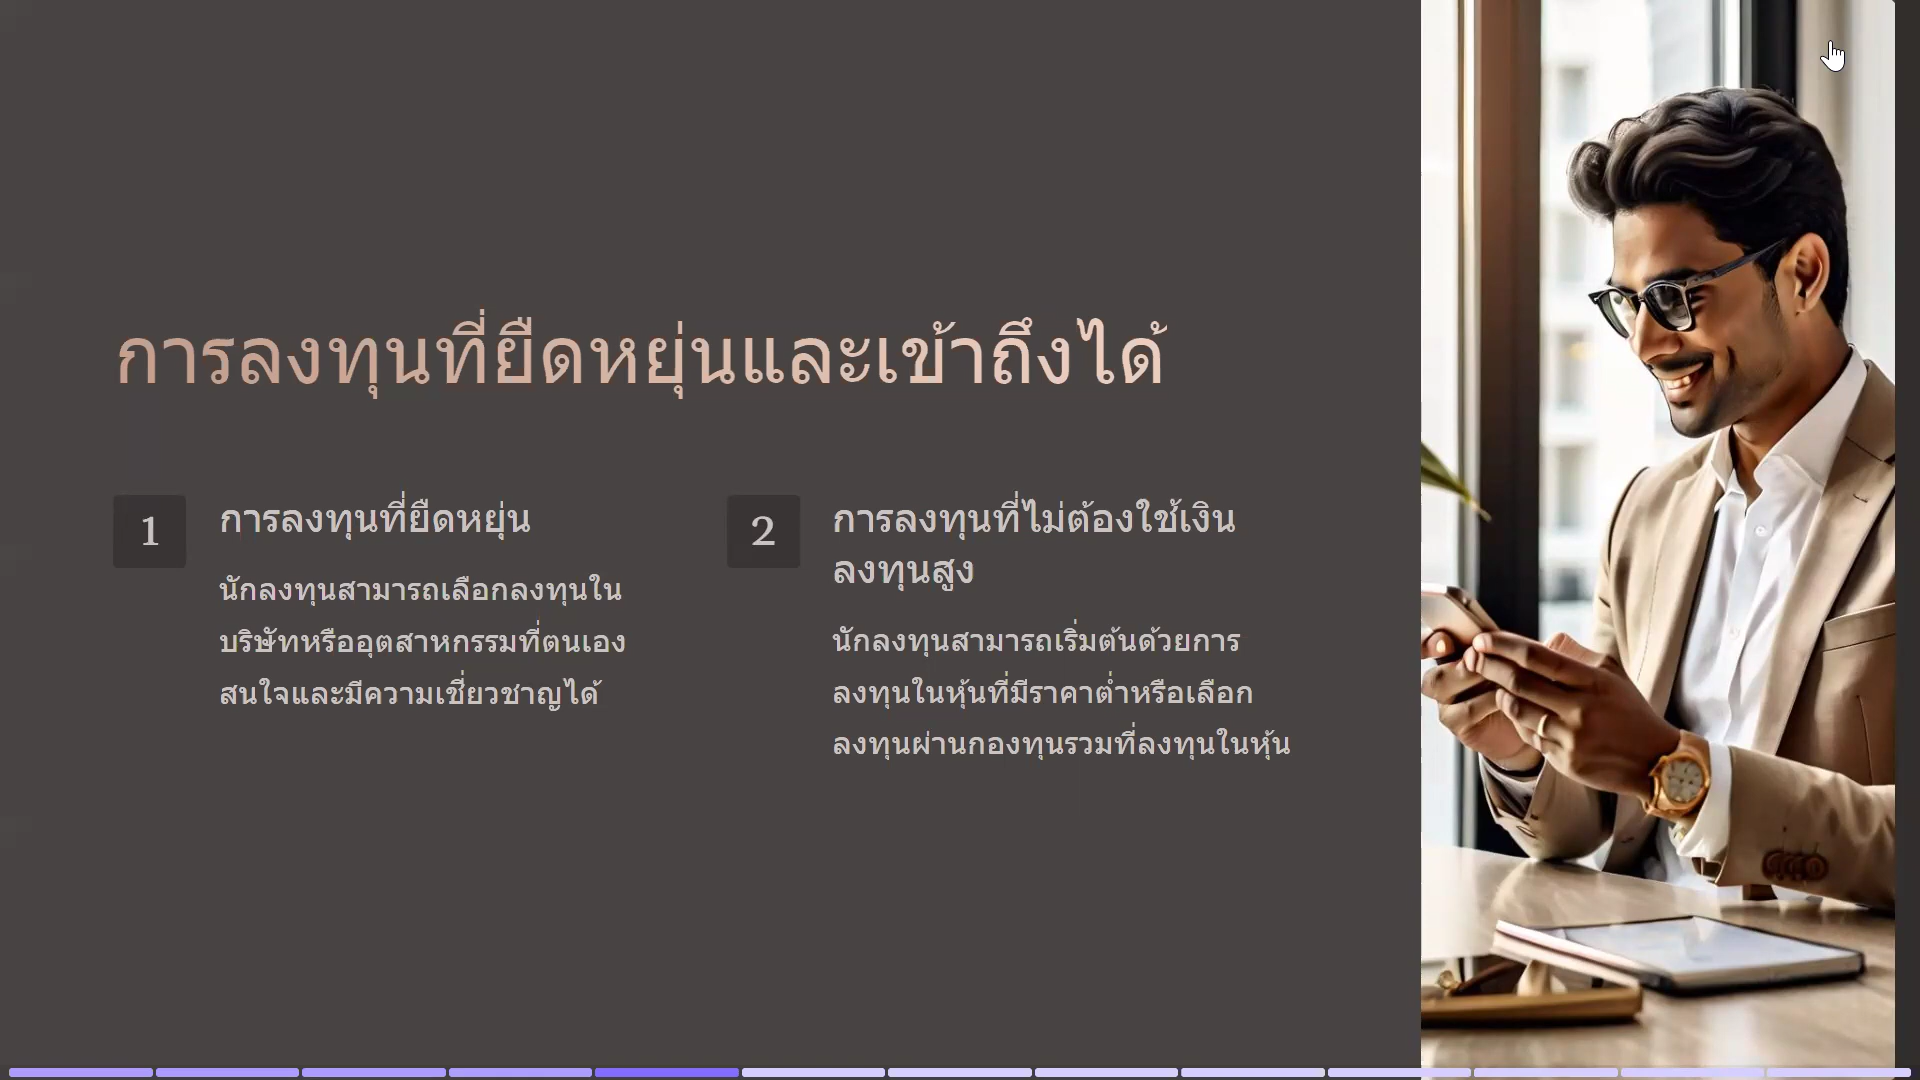 การลงทุนที่ยืดหยุ่นและเข้าถึงได้
1
การลงทุนที่ยืดหยุ่น
นักลงทุนสามารถเลือกลงทุนใน
บริษัทหรืออุตสาหกรรมที่ตนเอง
สนใจและมีความเชี่ยวชาญได้
2
การลงทุนที่ไม่ต้องใช้เงิน
ลงทุนสูง
นักลงทุนสามารถเริ่มต้นด้วยการ
ลงทุนในหุ้นที่มีราคาต่ำหรือเลือก
ลงทุนผ่านกองทุนรวมที่ลงทุนในหุ้น